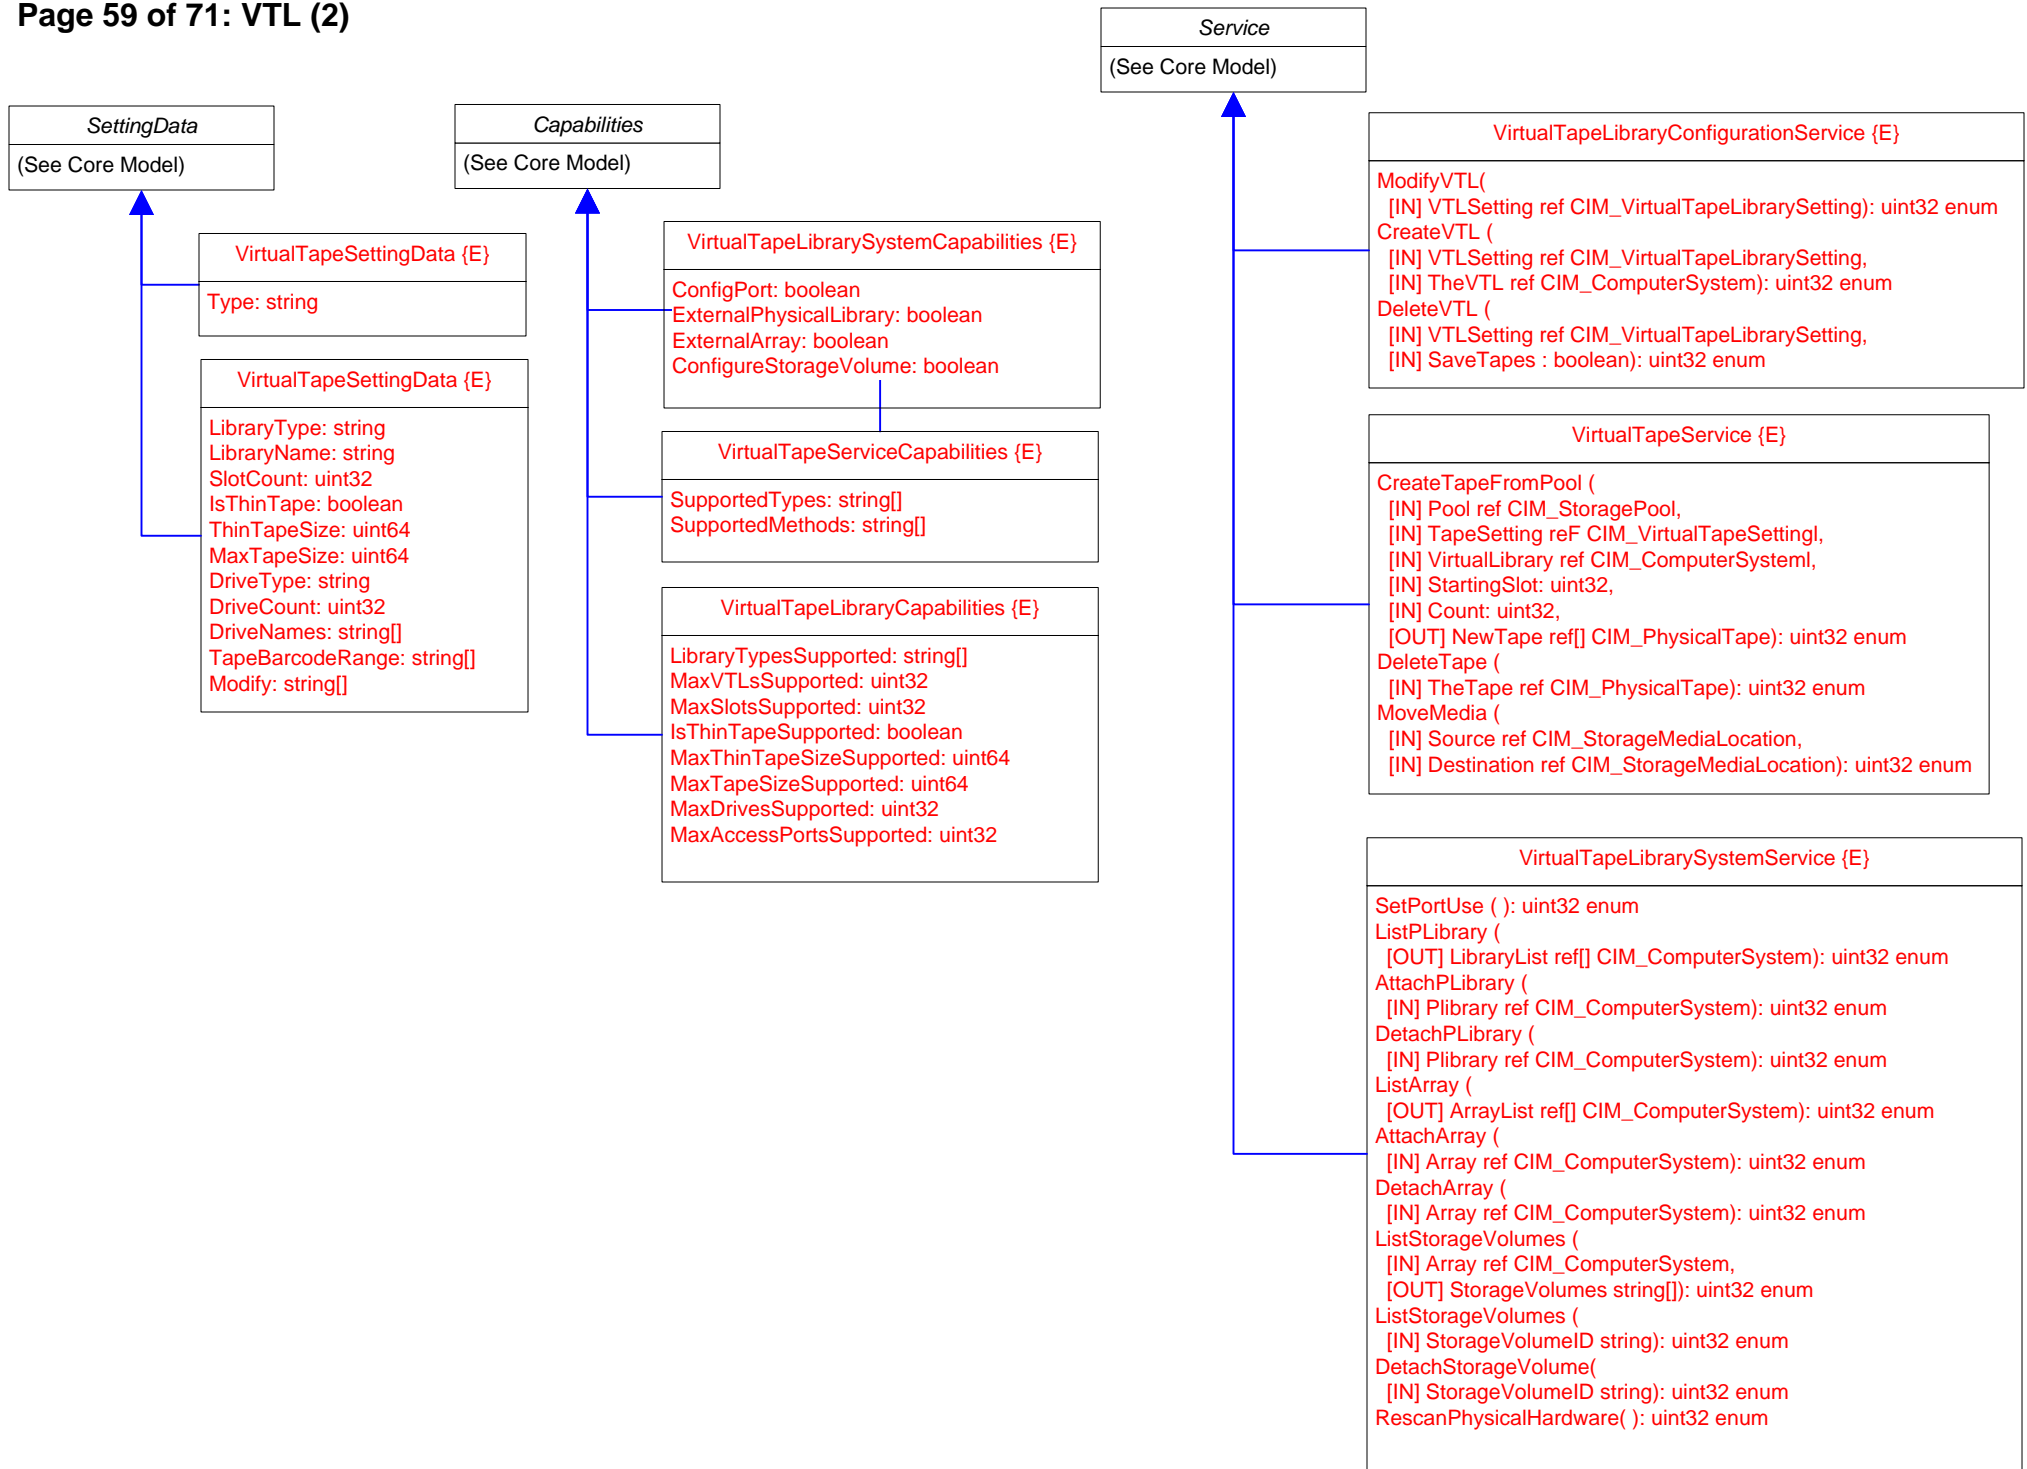 Page 59 of 71: VTL (2)
Service
(See Core Model)
SettingData
(See Core Model)
Capabilities
(See Core Model)
VirtualTapeSettingData {E}
Type: string
VirtualTapeSettingData {E}
LibraryType: string
LibraryName: string
SlotCount: uint32
IsThinTape: boolean
ThinTapeSize: uint64
MaxTapeSize: uint64
DriveType: string
DriveCount: uint32
DriveNames: string[]
TapeBarcodeRange: string[]
Modify: string[]
VirtualTapeLibrarySystemCapabilities {E}
ConfigPort: boolean
ExternalPhysicalLibrary: boolean
ExternalArray: boolean
ConfigureStorageVolume: boolean
VirtualTapeServiceCapabilities {E}
SupportedTypes: string[]
SupportedMethods: string[]
VirtualTapeLibraryCapabilities {E}
LibraryTypesSupported: string[]
MaxVTLsSupported: uint32
MaxSlotsSupported: uint32
IsThinTapeSupported: boolean
MaxThinTapeSizeSupported: uint64
MaxTapeSizeSupported: uint64
MaxDrivesSupported: uint32
MaxAccessPortsSupported: uint32
VirtualTapeLibraryConfigurationService {E}
ModifyVTL(
[IN] VTLSetting ref CIM_VirtualTapeLibrarySetting): uint32 enum
CreateVTL (
[IN] VTLSetting ref CIM_VirtualTapeLibrarySetting,
[IN] TheVTL ref CIM_ComputerSystem): uint32 enum
DeleteVTL (
[IN] VTLSetting ref CIM_VirtualTapeLibrarySetting,
[IN] SaveTapes : boolean): uint32 enum
VirtualTapeService {E}
CreateTapeFromPool (
[IN] Pool ref CIM_StoragePool,
[IN] TapeSetting reF CIM_VirtualTapeSettingl,
[IN] VirtualLibrary ref CIM_ComputerSysteml,
[IN] StartingSlot: uint32,
[IN] Count: uint32,
[OUT] NewTape ref[] CIM_PhysicalTape): uint32 enum
DeleteTape (
[IN] TheTape ref CIM_PhysicalTape): uint32 enum
MoveMedia (
[IN] Source ref CIM_StorageMediaLocation,
[IN] Destination ref CIM_StorageMediaLocation): uint32 enum
VirtualTapeLibrarySystemService {E}
SetPortUse ( ): uint32 enum
ListPLibrary (
[OUT] LibraryList ref[] CIM_ComputerSystem): uint32 enum
AttachPLibrary (
[IN] Plibrary ref CIM_ComputerSystem): uint32 enum
DetachPLibrary (
[IN] Plibrary ref CIM_ComputerSystem): uint32 enum
ListArray (
[OUT] ArrayList ref[] CIM_ComputerSystem): uint32 enum
AttachArray (
[IN] Array ref CIM_ComputerSystem): uint32 enum
DetachArray (
[IN] Array ref CIM_ComputerSystem): uint32 enum
ListStorageVolumes (
[IN] Array ref CIM_ComputerSystem,
[OUT] StorageVolumes string[]): uint32 enum
ListStorageVolumes (
[IN] StorageVolumeID string): uint32 enum
DetachStorageVolume(
[IN] StorageVolumeID string): uint32 enum
RescanPhysicalHardware( ): uint32 enum